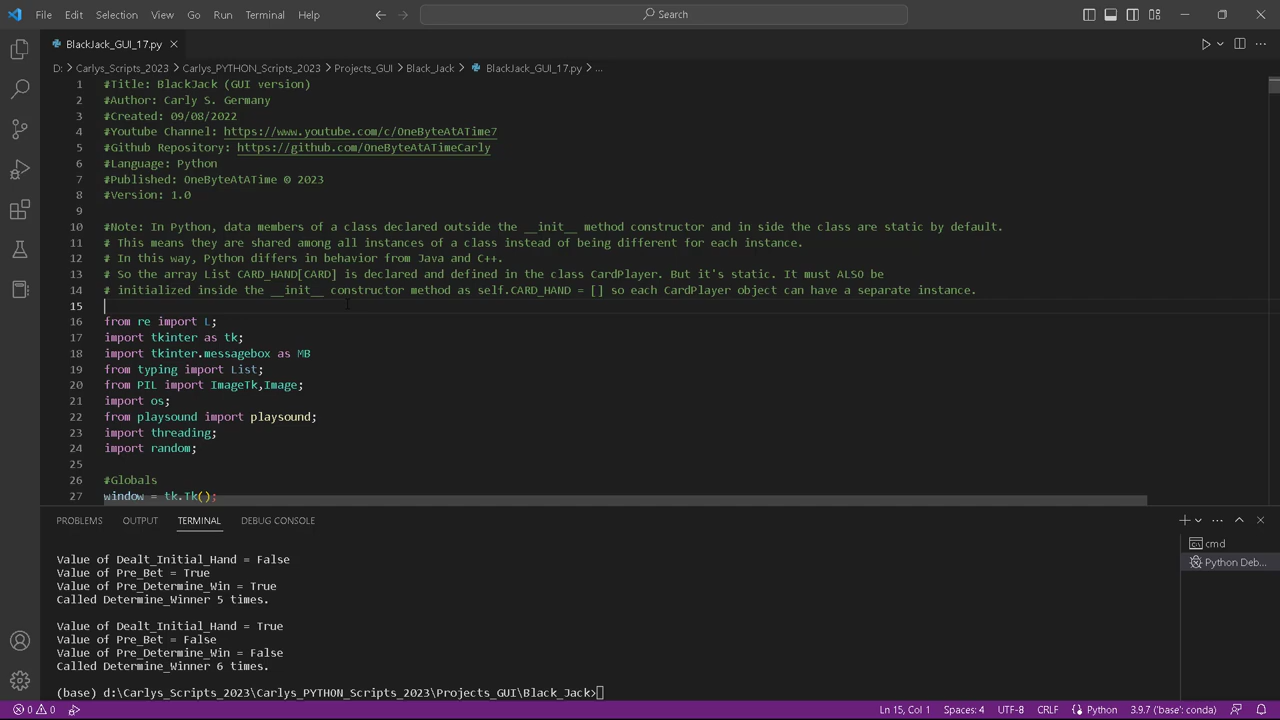 File Edit Selection View Go Run Terminal Help
Search
BlackJack_GUI_17.py
D: > Carlys_Scripts_2023 > Carlys_PYTHON_Scripts_2023 > Projects_GUI > Black_Jack > BlackJack_GUI_17.py > ...
1 #Title: BlackJack (GUI version)
2 #Author: Carly S. Germany
3 #Created: 09/08/2022
4 #Youtube Channel: https://www.youtube.com/c/OneByteAtATime7
5 #Github Repository: https://github.com/OneByteAtATimeCarly
6 #Language: Python
7 #Published: OneByteAtATime © 2023
8 #Version: 1.0
9
10 #Note: In Python, data members of a class declared outside the __init__ method constructor and in side the class are static by default.
11 # This means they are shared among all instances of a class instead of being different for each instance.
12 # In this way, Python differs in behavior from Java and C++.
13 # So the array List CARD_HAND[CARD] is declared and defined in the class CardPlayer. But it's static. It must ALSO be
14 # initialized inside the __init__ constructor method as self.CARD_HAND = [] so each CardPlayer object can have a separate instance.
15
16 from re import L;
17 import tkinter as tk;
18 import tkinter.messagebox as MB
19 from typing import List;
20 from PIL import ImageTk,Image;
21 import os;
22 from playsound import playsound;
23 import threading;
24 import random;
25
26 #Globals
27 window = tk.Tk();
PROBLEMS OUTPUT TERMINAL DEBUG CONSOLE
cmd
Python Deb...
Value of Dealt_Initial_Hand = False
Value of Pre_Bet = True
Value of Pre_Determine_Win = True
Called Determine_Winner 5 times.
Value of Dealt_Initial_Hand = True
Value of Pre_Bet = False
Value of Pre_Determine_Win = False
Called Determine_Winner 6 times.
(base) d:\Carlys_Scripts_2023\Carlys_PYTHON_Scripts_2023\Projects_GUI\Black_Jack>
0 0 Ln 15, Col 1 Spaces: 4 UTF-8 CRLF Python 3.9.7 ('base': conda)